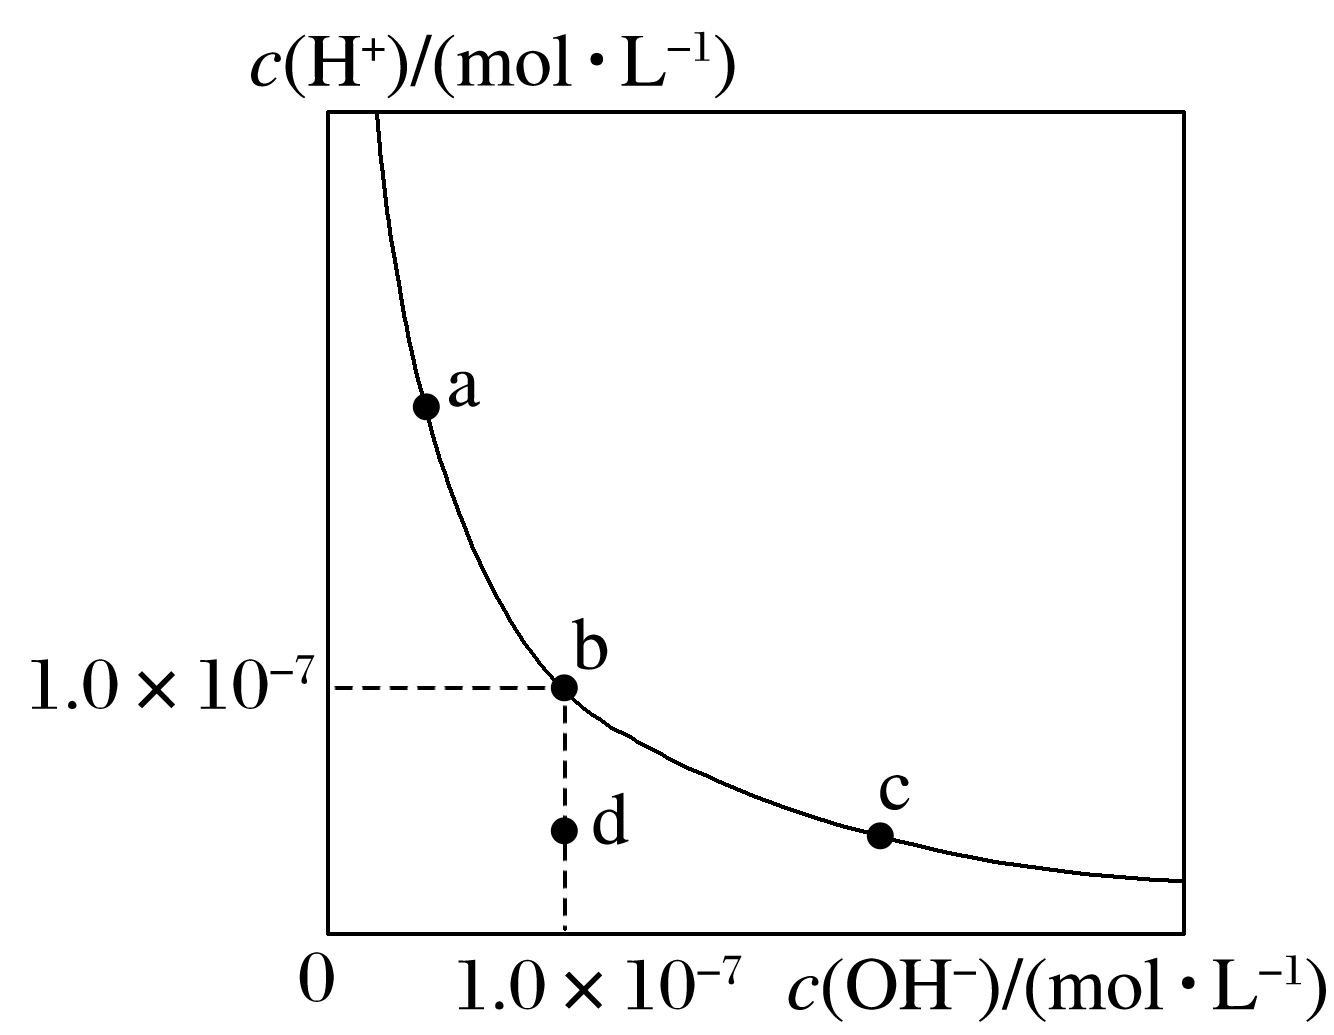 c(H⁺)/(mol·L⁻¹)
a
b
1.0×10⁻⁷
c
d
0
1.0×10⁻⁷
c(OH⁻)/(mol·L⁻¹)